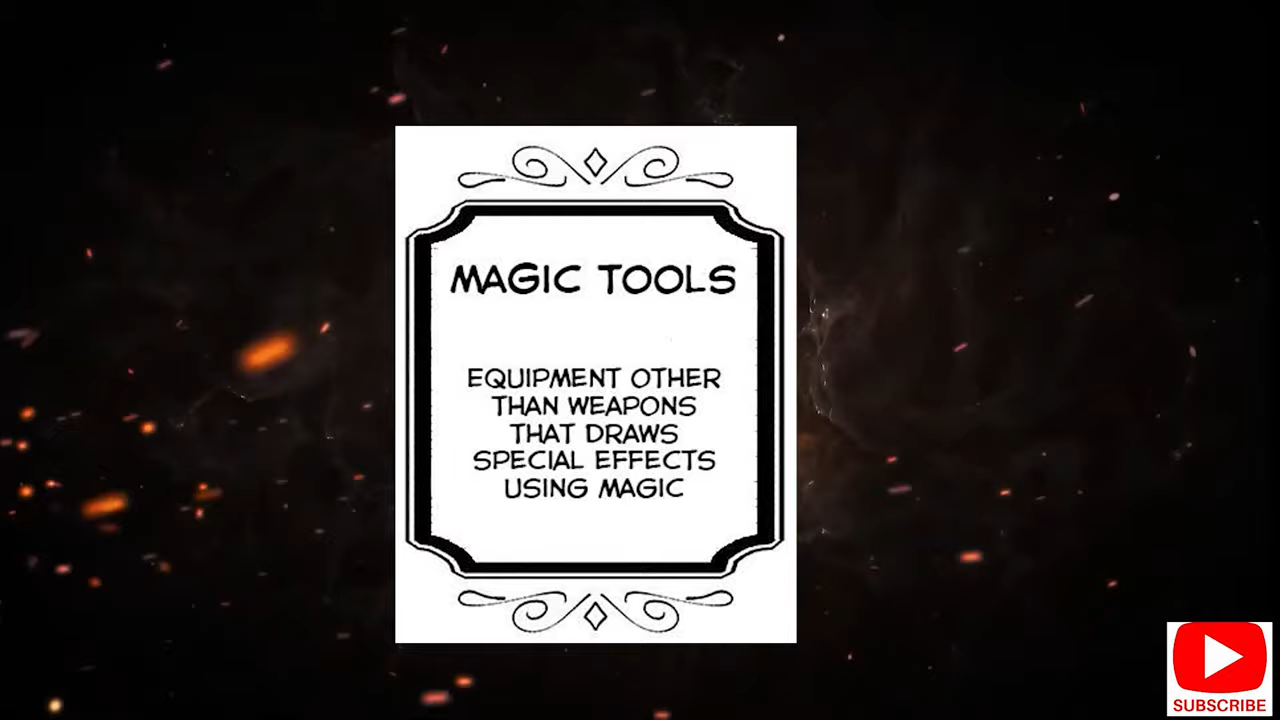 MAGIC TOOLS
EQUIPMENT OTHER
THAN WEAPONS
THAT DRAWS
SPECIAL EFFECTS
USING MAGIC
SUBSCRIBE